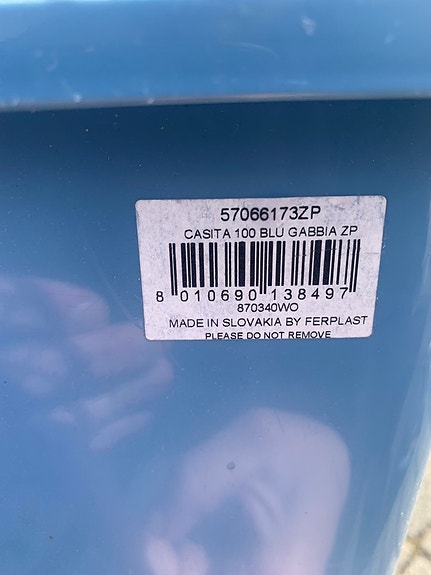 57066173ZP
CASITA 100 BLU GABBIA ZP
8 010690 138497
870340WO
MADE IN SLOVAKIA BY FERPLAST
PLEASE DO NOT REMOVE